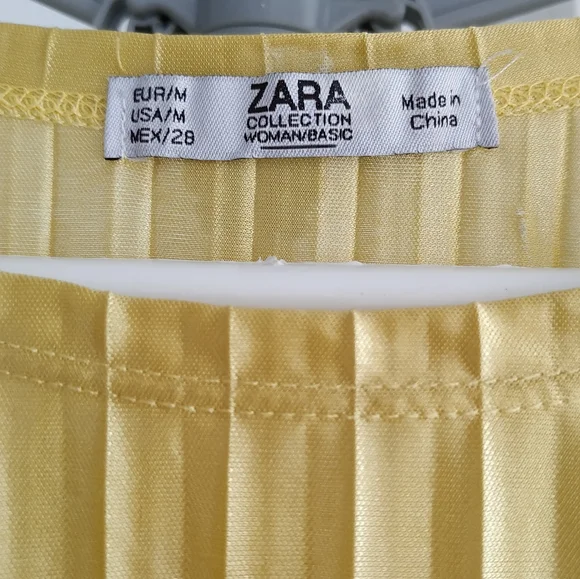 EUR/M
USA/M
MEX/28
ZARA
COLLECTION
WOMAN/BASIC
Made in
China